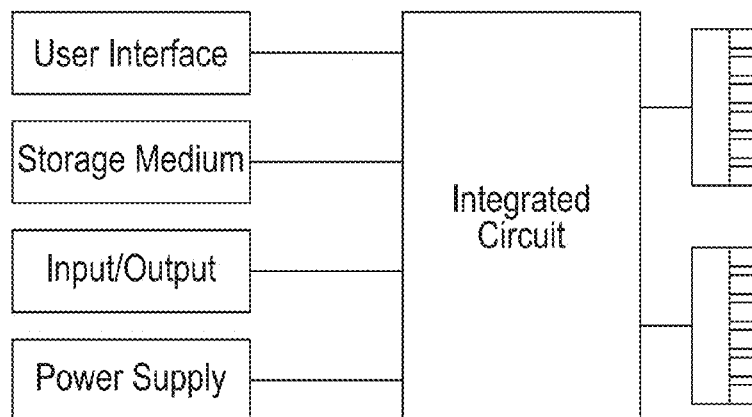 User Interface
Storage Medium
Input/Output
Power Supply
Integrated
Circuit